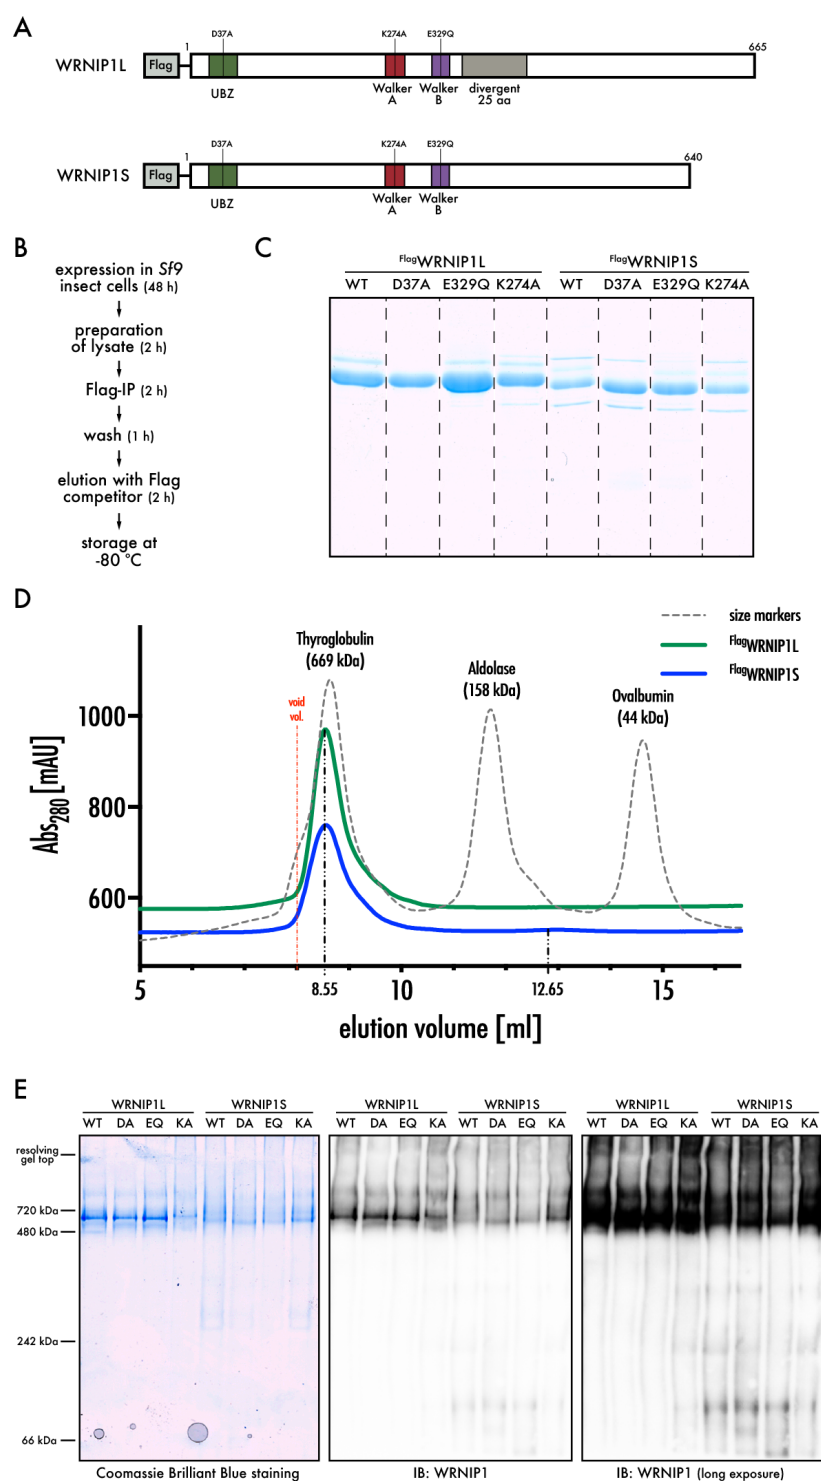 A
D37A K274A E329Q
1 665
WRNIP1L Flag
UBZ Walker A Walker B divergent 25 aa
D37A K274A E329Q
1 640
WRNIP1S Flag
UBZ Walker A Walker B
B
expression in Sf9
insect cells (48 h)
preparation
of lysate (2 h)
Flag-IP (2 h)
wash (1 h)
elution with Flag
competitor (2 h)
storage at
-80 °C
C
FlagWRNIP1L FlagWRNIP1S
WT D37A E329Q K274A WT D37A E329Q K274A
D
size markers
FlagWRNIP1L
FlagWRNIP1S
Thyroglobulin
(669 kDa)
Aldolase
(158 kDa)
Ovalbumin
(44 kDa)
void
vol.
Abs280 [mAU]
1000
800
600
5 8.55 10 12.65 15
elution volume [ml]
E
WRNIP1L WRNIP1S WRNIP1L WRNIP1S WRNIP1L WRNIP1S
WT DA EQ KA WT DA EQ KA WT DA EQ KA WT DA EQ KA WT DA EQ KA WT DA EQ KA
resolving
gel top
720 kDa
480 kDa
242 kDa
66 kDa
Coomassie Brilliant Blue staining IB: WRNIP1 IB: WRNIP1 (long exposure)